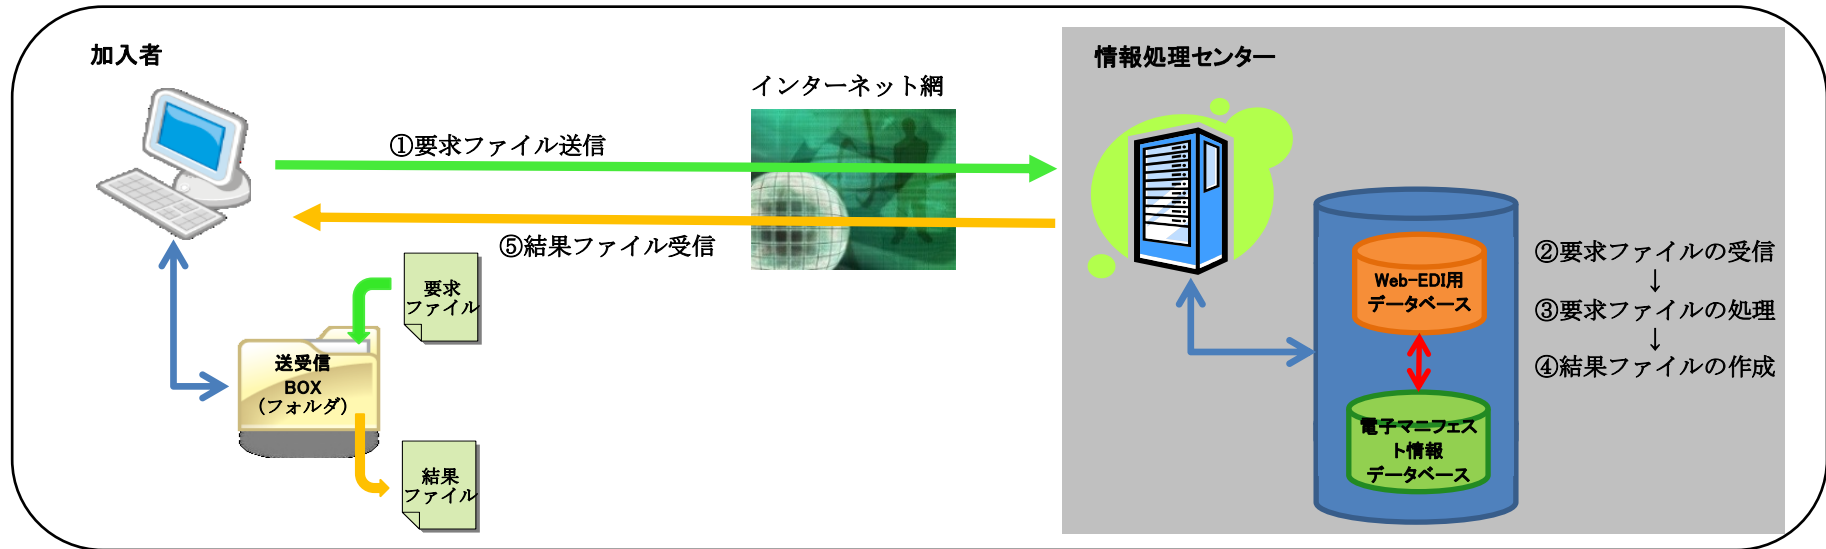 加入者
情報処理センター
インターネット網
①要求ファイル送信
⑤結果ファイル受信
要求
ファイル
送受信
BOX
（フォルダ）
結果
ファイル
Web-EDI用
データベース
電子マニフェス
ト情報
データベース
②要求ファイルの受信
↓
③要求ファイルの処理
↓
④結果ファイルの作成